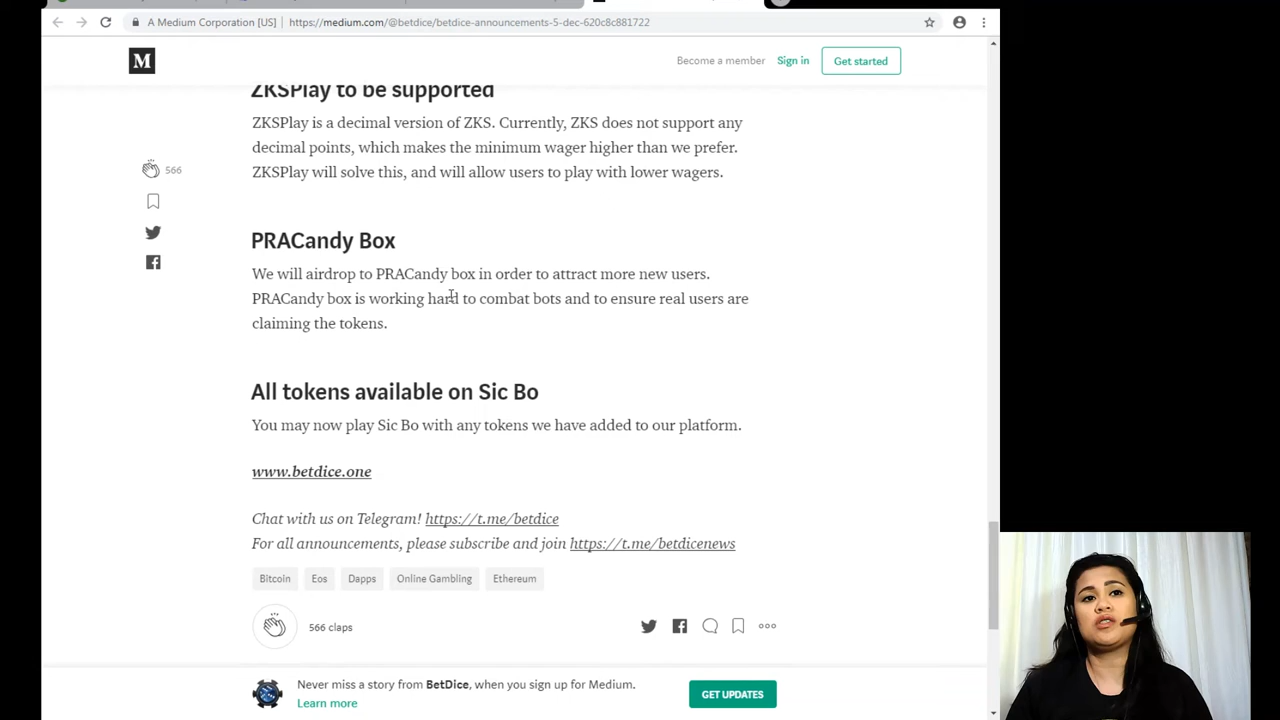 A Medium Corporation [US]
https://medium.com/@betdice/betdice-announcements-5-dec-620c8c881722
M
Become a member
Sign in
Get started
ZKSPlay to be supported
ZKSPlay is a decimal version of ZKS. Currently, ZKS does not support any
decimal points, which makes the minimum wager higher than we prefer.
ZKSPlay will solve this, and will allow users to play with lower wagers.
566
PRACandy Box
We will airdrop to PRACandy box in order to attract more new users.
PRACandy box is working hard to combat bots and to ensure real users are
claiming the tokens.
All tokens available on Sic Bo
You may now play Sic Bo with any tokens we have added to our platform.
www.betdice.one
Chat with us on Telegram! https://t.me/betdice
For all announcements, please subscribe and join https://t.me/betdicenews
Bitcoin
Eos
Dapps
Online Gambling
Ethereum
566 claps
Never miss a story from BetDice, when you sign up for Medium.
Learn more
GET UPDATES